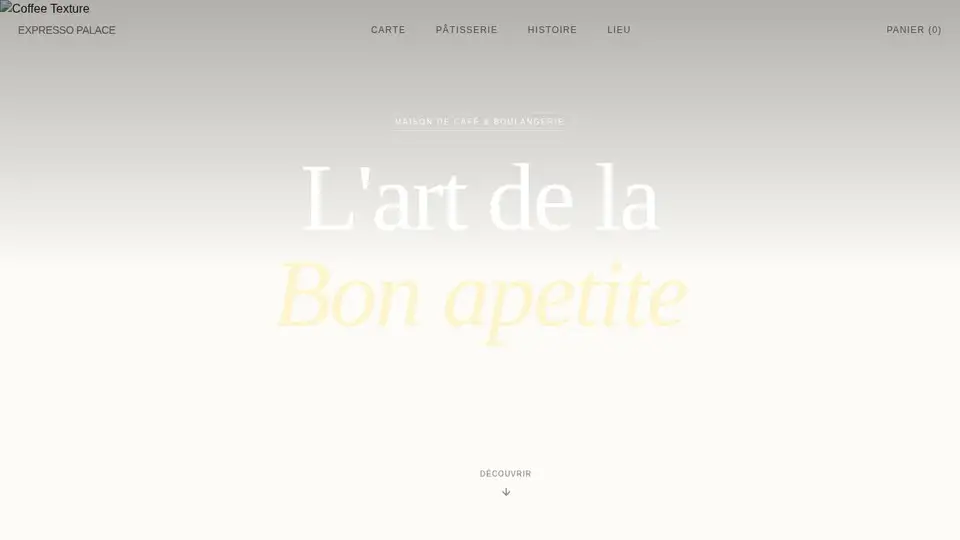 Coffee Texture
EXPRESSO PALACE
CARTE
PÂTISSERIE
HISTOIRE
LIEU
PANIER (0)
MAISON DE CAFÉ & BOULANGERIE
L'art de la
Bon apetite
DÉCOUVRIR